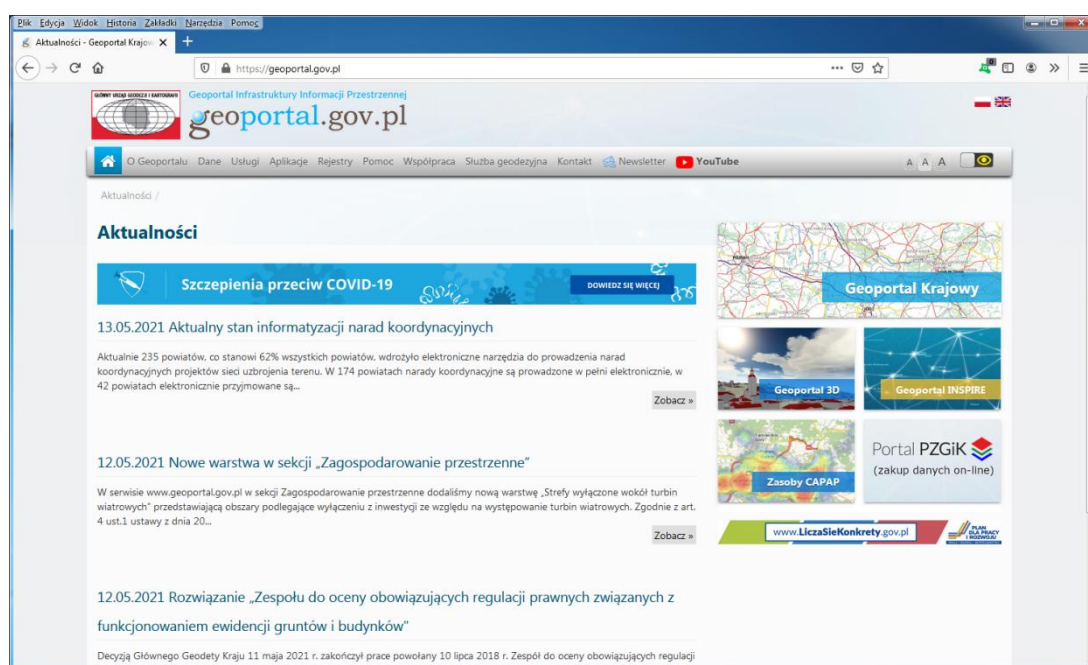 Plik Edycja Widok Historia Zakładki Narzędzia Pomoc
Aktualności - Geoportal Krajow
https://geoportal.gov.pl
0
GŁÓWNY URZĄD GEODEZJI I KARTOGRAFII
Geoportal Infrastruktury Informacji Przestrzennej
geoportal.gov.pl
O Geoportalu Dane Usługi Aplikacje Rejestry Pomoc Współpraca Służba geodezyjna Kontakt Newsletter YouTube
A A A
Aktualności /
Aktualności
Szczepienia przeciw COVID-19
DOWIEDZ SIĘ WIĘCEJ
13.05.2021 Aktualny stan informatyzacji narad koordynacyjnych
Aktualnie 235 powiatów, co stanowi 62% wszystkich powiatów, wdrożyło elektroniczne narzędzia do prowadzenia narad
koordynacyjnych projektów sieci uzbrojenia terenu. W 174 powiatach narady koordynacyjne są prowadzone w pełni elektronicznie, w
42 powiatach elektronicznie przyjmowane są...
Zobacz »
12.05.2021 Nowe warstwa w sekcji „Zagospodarowanie przestrzenne"
W serwisie www.geoportal.gov.pl w sekcji Zagospodarowanie przestrzenne dodaliśmy nową warstwę „Strefy wyłączone wokół turbin
wiatrowych" przedstawiającą obszary podlegające wyłączeniu z inwestycji ze względu na występowanie turbin wiatrowych. Zgodnie z art.
4 ust.1 ustawy z dnia 20...
Zobacz »
12.05.2021 Rozwiązanie „Zespołu do oceny obowiązujących regulacji prawnych związanych z
funkcjonowaniem ewidencji gruntów i budynków"
Decyzją Głównego Geodety Kraju 11 maja 2021 r. zakończył prace powołany 10 lipca 2018 r. Zespół do oceny obowiązujących regulacji
Geoportal Krajowy
Geoportal 3D
Geoportal INSPIRE
Zasoby CAPAP
Portal PZGiK
(zakup danych on-line)
www.LiczaSieKonkrety.gov.pl
PLAN
DLA PRACY
I ROZWOJU